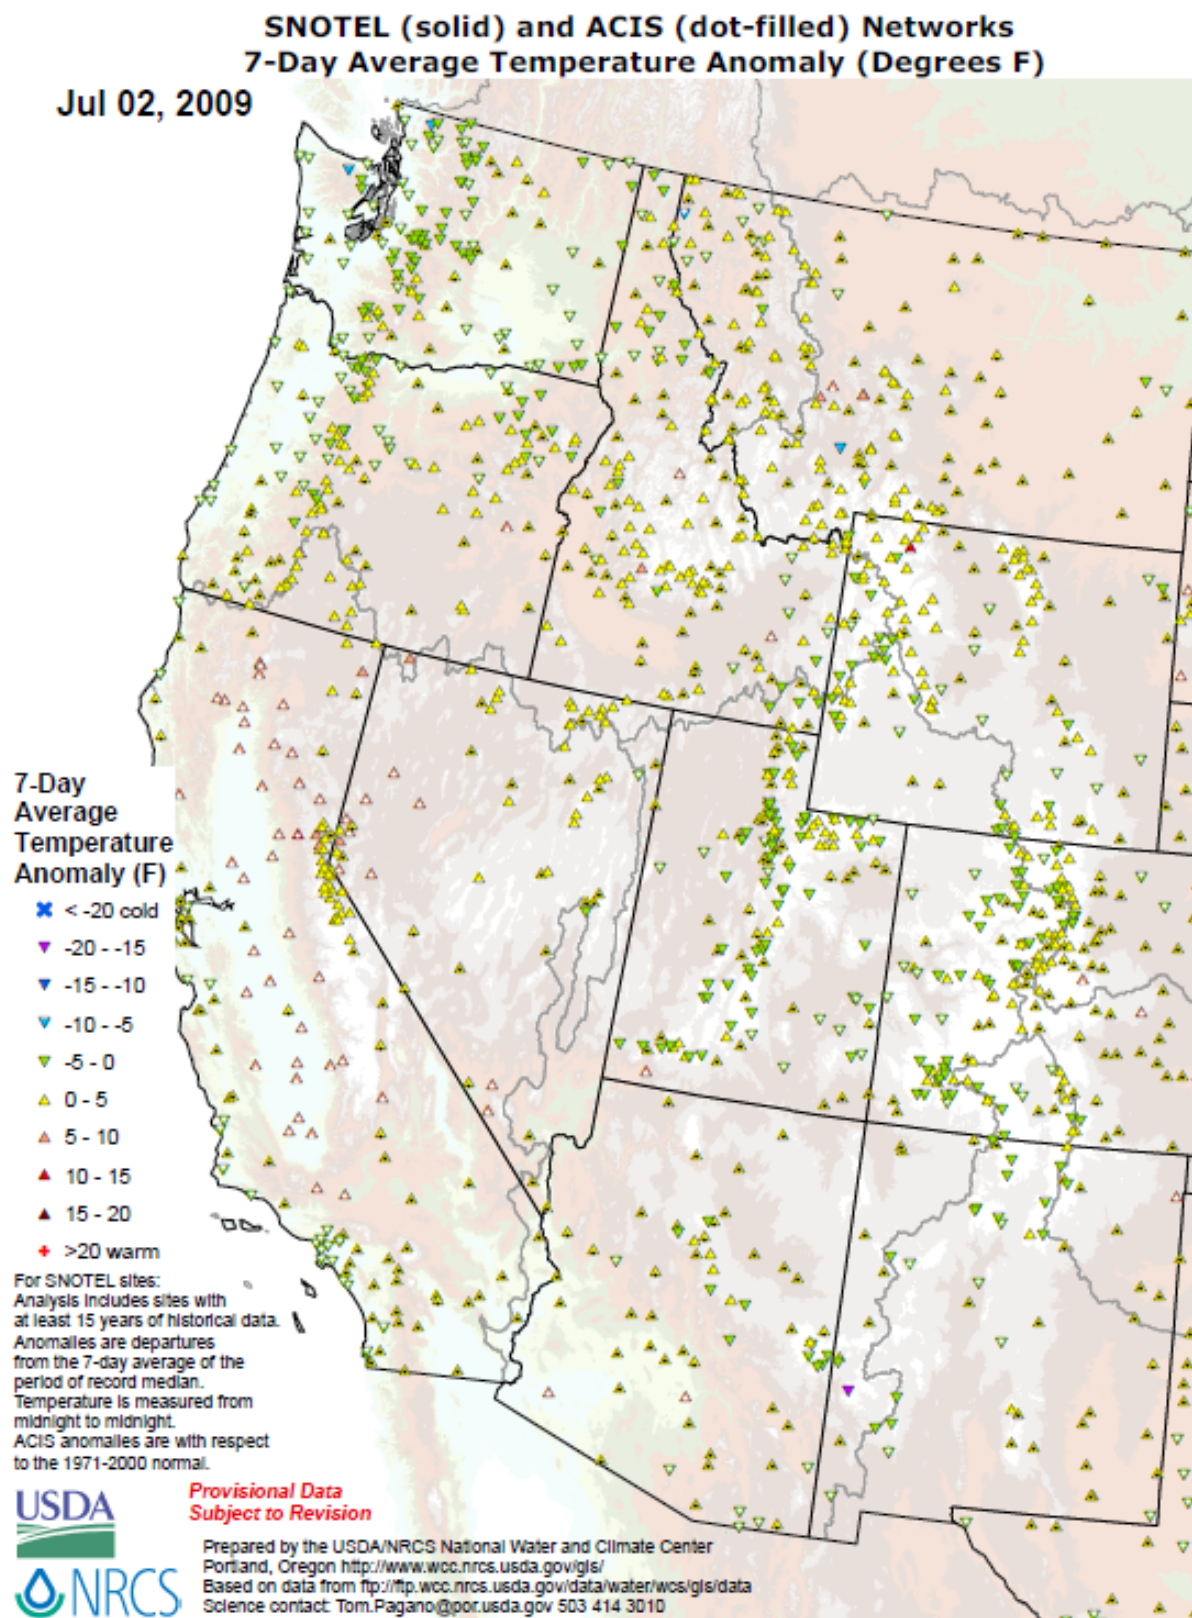 SNOTEL (solid) and ACIS (dot-filled) Networks
7-Day Average Temperature Anomaly (Degrees F)
Jul 02, 2009
7-Day
Average
Temperature
Anomaly (F)
< -20 cold
-20 - -15
-15 - -10
-10 - -5
-5 - 0
0 - 5
5 - 10
10 - 15
15 - 20
>20 warm
For SNOTEL sites:
Analysis includes sites with
at least 15 years of historical data.
Anomalies are departures
from the 7-day average of the
period of record median.
Temperature is measured from
midnight to midnight.
ACIS anomalies are with respect
to the 1971-2000 normal.
USDA
NRCS
Provisional Data
Subject to Revision
Prepared by the USDA/NRCS National Water and Climate Center
Portland, Oregon http://www.wcc.nrcs.usda.gov/gis/
Based on data from ftp://ftp.wcc.nrcs.usda.gov/data/water/wcs/gis/data
Science contact: Tom.Pagano@por.usda.gov 503 414 3010